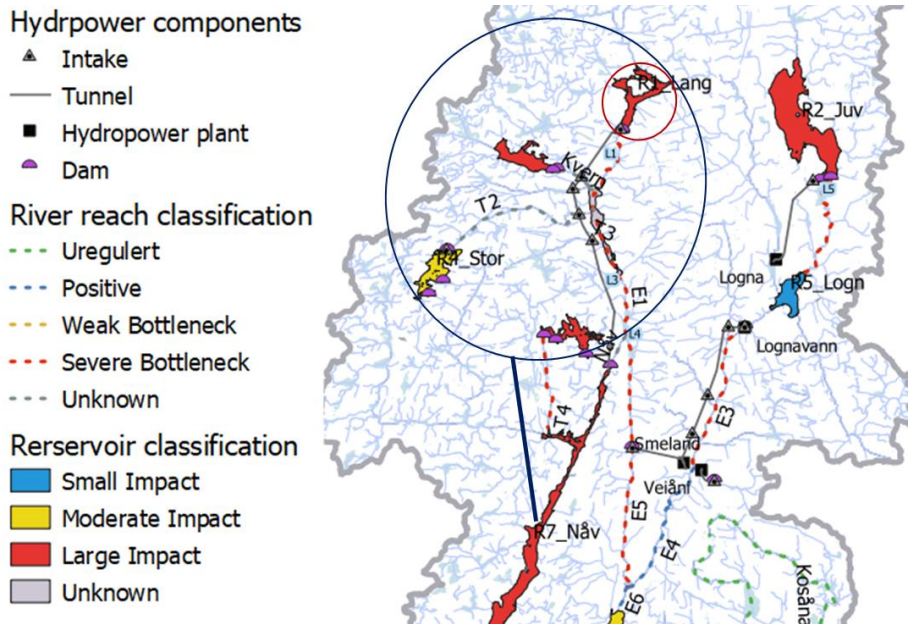 Hydrpower components
Intake
Tunnel
Hydropower plant
Dam
River reach classification
Uregulert
Positive
Weak Bottleneck
Severe Bottleneck
Unknown
Rerservoir classification
Small Impact
Moderate Impact
Large Impact
Unknown
R1_Lang
R2_Juv
L1
L5
T2
R4_Stor
L3
E1
Logna
R5_Logn
L4
Lognavann
T4
E3
Smeland
Veiånf
E5
E4
R7_Nåv
E6
Kosåna